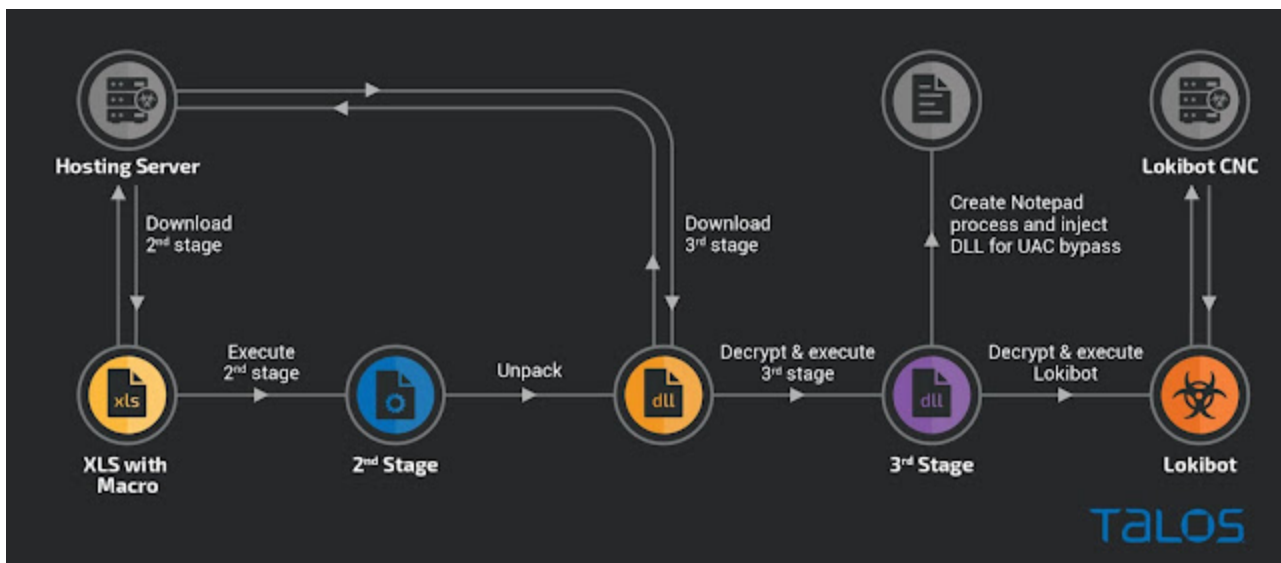 Hosting Server
Download
2nd stage
Download
3rd stage
Create Notepad
process and inject
DLL for UAC bypass
Lokibot CNC
xls
XLS with
Macro
Execute
2nd stage
2nd Stage
Unpack
dll
Decrypt & execute
3rd stage
dll
3rd Stage
Decrypt & execute
Lokibot
Lokibot
TALOS